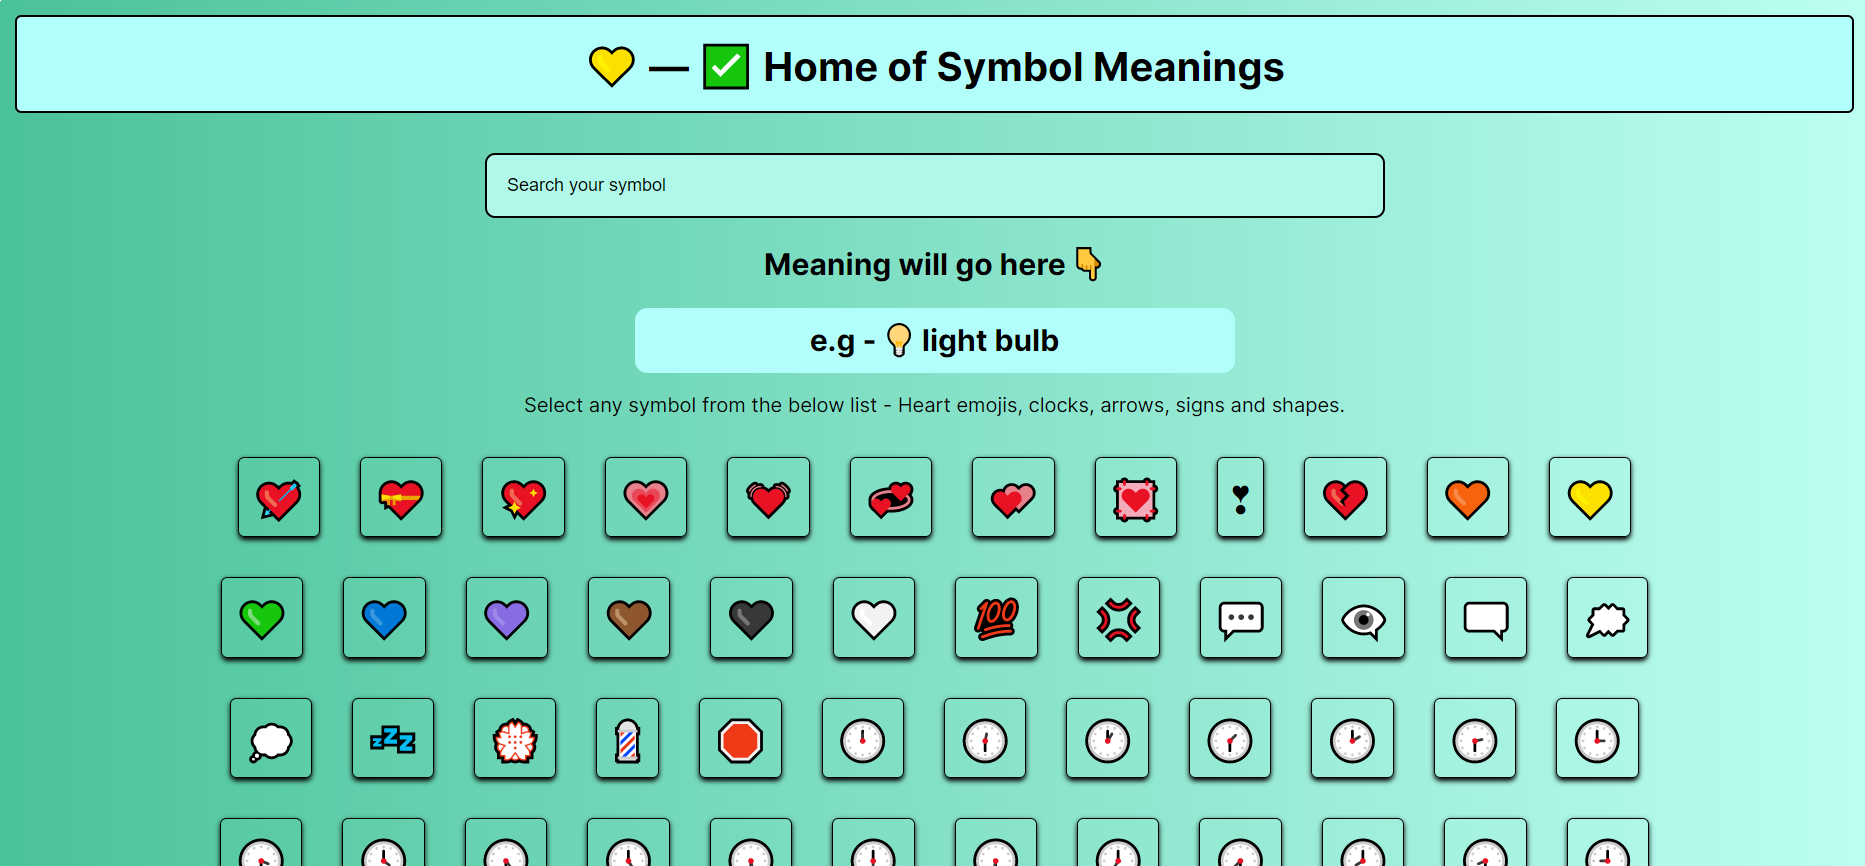 💛 — ✅ Home of Symbol Meanings
Search your symbol
Meaning will go here 👇
e.g - 💡 light bulb
Select any symbol from the below list - Heart emojis, clocks, arrows, signs and shapes.
💯
💤